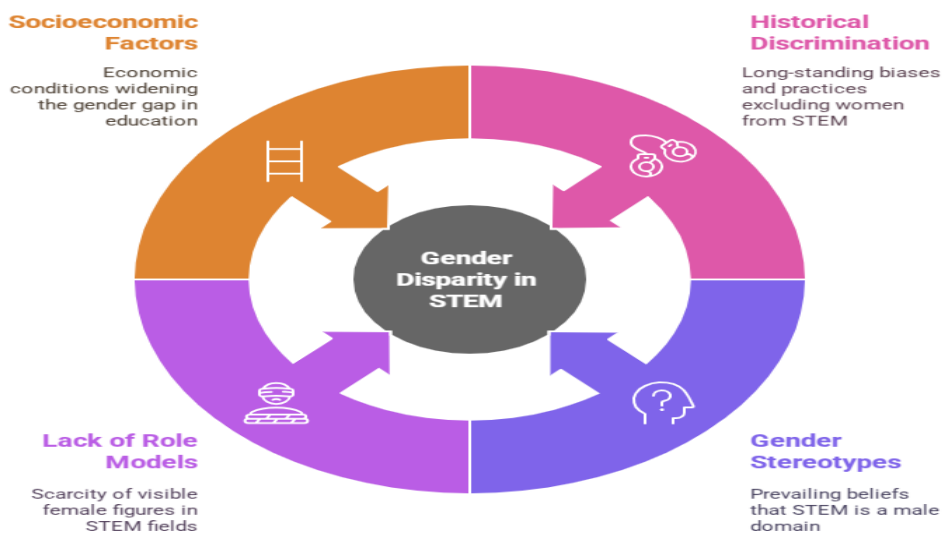 Socioeconomic
Factors
Economic
conditions widening
the gender gap in
education
Historical
Discrimination
Long-standing biases
and practices
excluding women
from STEM
Gender
Disparity in
STEM
?
Lack of Role
Models
Scarcity of visible
female figures in
STEM fields
Gender
Stereotypes
Prevailing beliefs
that STEM is a male
domain